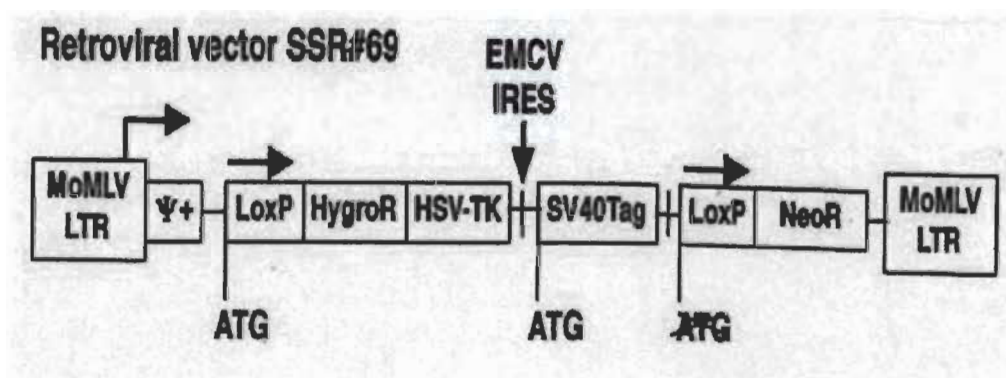 Retroviral vector SSR#69
EMCV
IRES
MoMLV
LTR
Ψ+
LoxP
HygroR
HSV-TK
SV40Tag
LoxP
NeoR
MoMLV
LTR
ATG
ATG
ATG